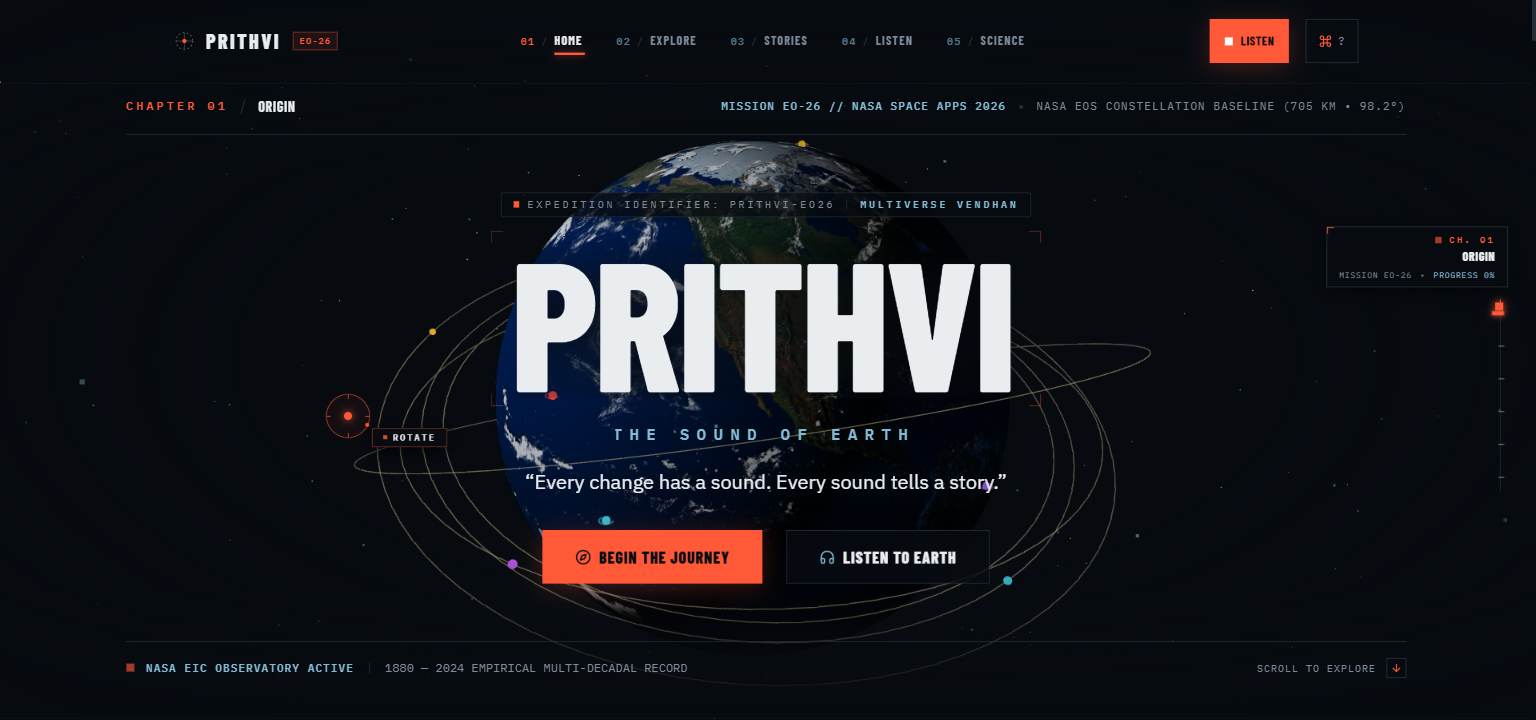 PRITHVI EO-26 01 / HOME 02 / EXPLORE 03 / STORIES 04 / LISTEN 05 / SCIENCE LISTEN ⌘ ?
CHAPTER 01 / ORIGIN MISSION EO-26 // NASA SPACE APPS 2026 NASA EOS CONSTELLATION BASELINE (705 KM • 98.2°)
EXPEDITION IDENTIFIER: PRITHVI-EO26 | MULTIVERSE VENDHAN
CH. 01
ORIGIN
MISSION EO-26 • PROGRESS 0%
PRITHVI
ROTATE
THE SOUND OF EARTH
“Every change has a sound. Every sound tells a story.”
BEGIN THE JOURNEY LISTEN TO EARTH
NASA EIC OBSERVATORY ACTIVE | 1880 — 2024 EMPIRICAL MULTI-DECADAL RECORD SCROLL TO EXPLORE ↓